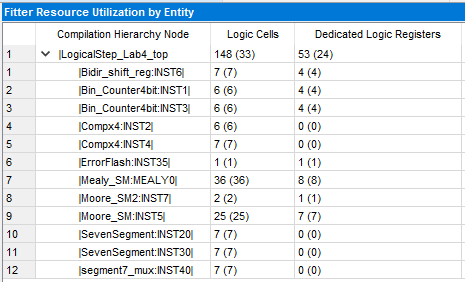 Fitter Resource Utilization by Entity
Compilation Hierarchy Node Logic Cells Dedicated Logic Registers
1 |LogicalStep_Lab4_top 148 (33) 53 (24)
1 |Bidir_shift_reg:INST6| 7 (7) 4 (4)
2 |Bin_Counter4bit:INST1| 6 (6) 4 (4)
3 |Bin_Counter4bit:INST3| 6 (6) 4 (4)
4 |Compx4:INST2| 6 (6) 0 (0)
5 |Compx4:INST4| 7 (7) 0 (0)
6 |ErrorFlash:INST35| 1 (1) 1 (1)
7 |Mealy_SM:MEALY0| 36 (36) 8 (8)
8 |Moore_SM2:INST7| 2 (2) 1 (1)
9 |Moore_SM:INST5| 25 (25) 7 (7)
10 |SevenSegment:INST20| 7 (7) 0 (0)
11 |SevenSegment:INST30| 7 (7) 0 (0)
12 |segment7_mux:INST40| 7 (7) 0 (0)